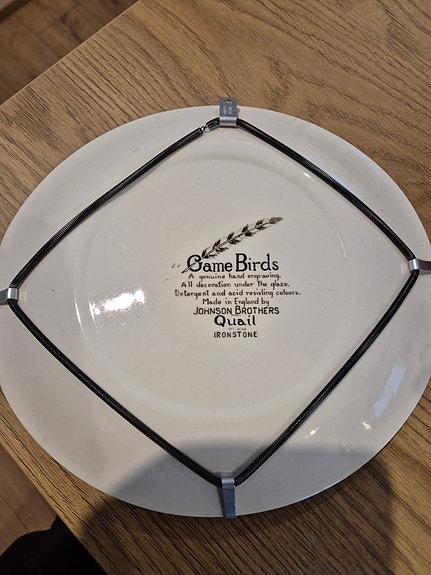 Game Birds
A genuine hand engraving.
All decoration under the glaze.
Detergent and acid resisting colours.
Made in England by
JOHNSON BROTHERS
Quail
IRONSTONE